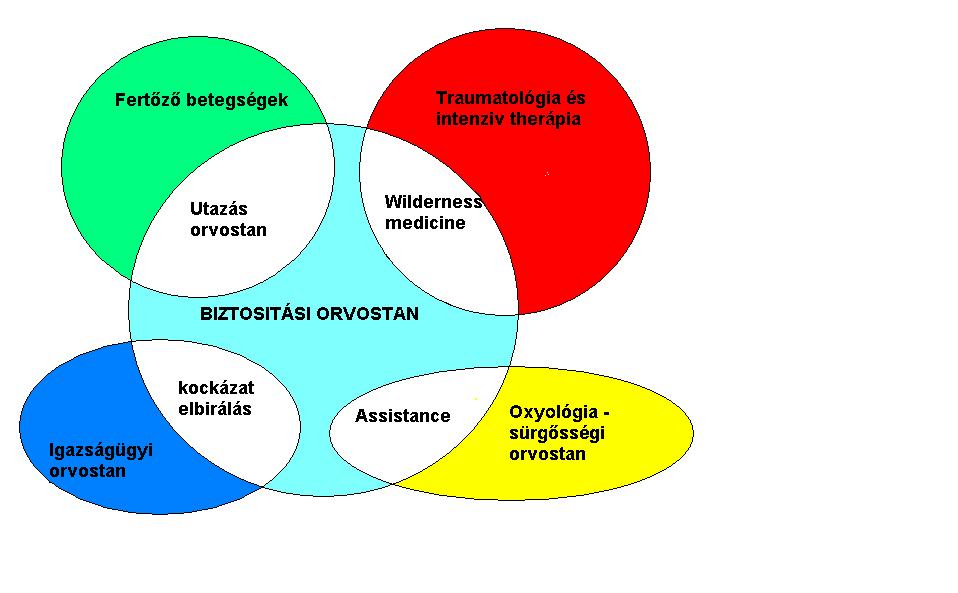 Fertőző betegségek
Traumatológia és
intenziv therápia
Utazás
orvostan
Wilderness
medicine
BIZTOSITÁSI ORVOSTAN
kockázat
elbirálás
Assistance
Oxyológia -
sürgősségi
orvostan
Igazságügyi
orvostan